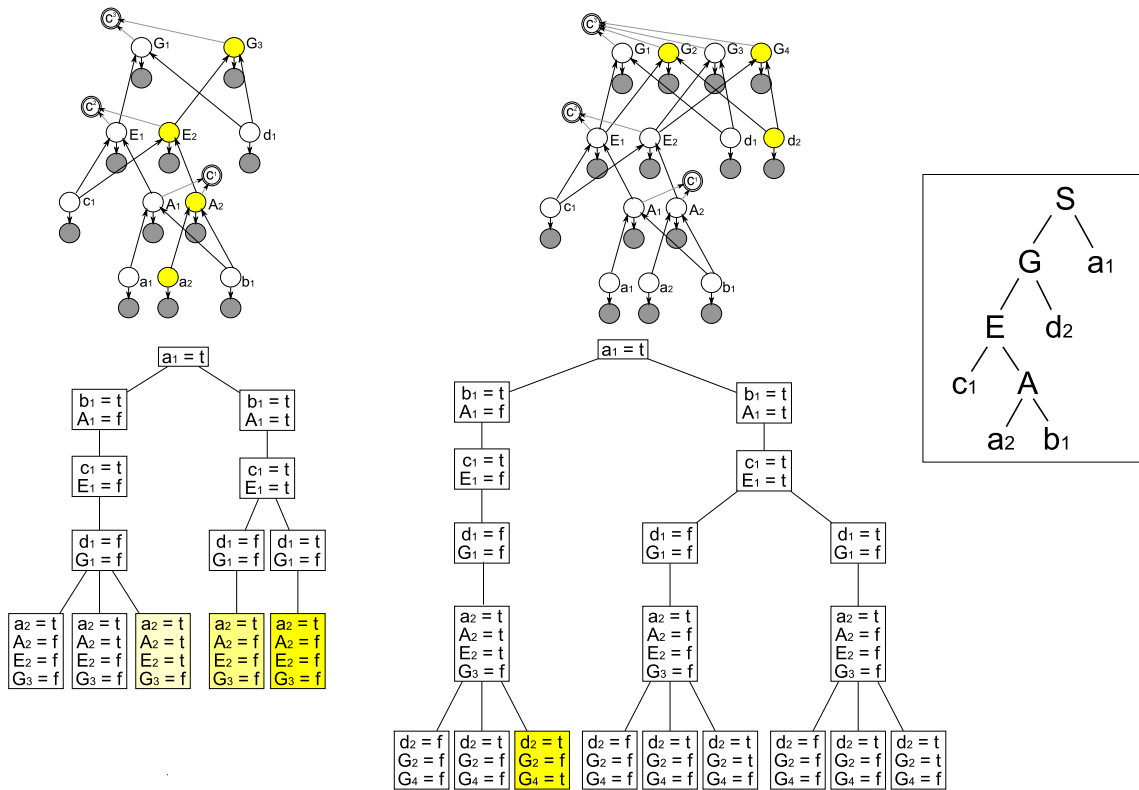 C³
G₁
G₃
C²
E₁
E₂
d₁
C¹
c₁
A₁
A₂
a₁
a₂
b₁
a₁ = t
b₁ = t
A₁ = f
b₁ = t
A₁ = t
c₁ = t
E₁ = f
c₁ = t
E₁ = t
d₁ = f
G₁ = f
d₁ = f
G₁ = f
d₁ = t
G₁ = f
a₂ = t
A₂ = f
E₂ = f
G₃ = f
a₂ = t
A₂ = t
E₂ = f
G₃ = f
a₂ = t
A₂ = t
E₂ = t
G₃ = f
a₂ = t
A₂ = f
E₂ = f
G₃ = f
a₂ = t
A₂ = f
E₂ = f
G₃ = f
C³
G₁
G₂
G₃
G₄
C²
E₁
E₂
d₁
d₂
C¹
c₁
A₁
A₂
a₁
a₂
b₁
a₁ = t
b₁ = t
A₁ = f
b₁ = t
A₁ = t
c₁ = t
E₁ = f
c₁ = t
E₁ = t
d₁ = f
G₁ = f
d₁ = f
G₁ = f
d₁ = t
G₁ = f
a₂ = t
A₂ = t
E₂ = t
G₃ = f
a₂ = t
A₂ = f
E₂ = f
G₃ = f
a₂ = t
A₂ = f
E₂ = f
G₃ = f
d₂ = f
G₂ = f
G₄ = f
d₂ = t
G₂ = f
G₄ = f
d₂ = t
G₂ = f
G₄ = t
d₂ = f
G₂ = f
G₄ = f
d₂ = t
G₂ = f
G₄ = f
d₂ = t
G₂ = t
G₄ = f
d₂ = f
G₂ = f
G₄ = f
d₂ = t
G₂ = f
G₄ = f
d₂ = t
G₂ = t
G₄ = f
S
G
a₁
E
d₂
c₁
A
a₂
b₁